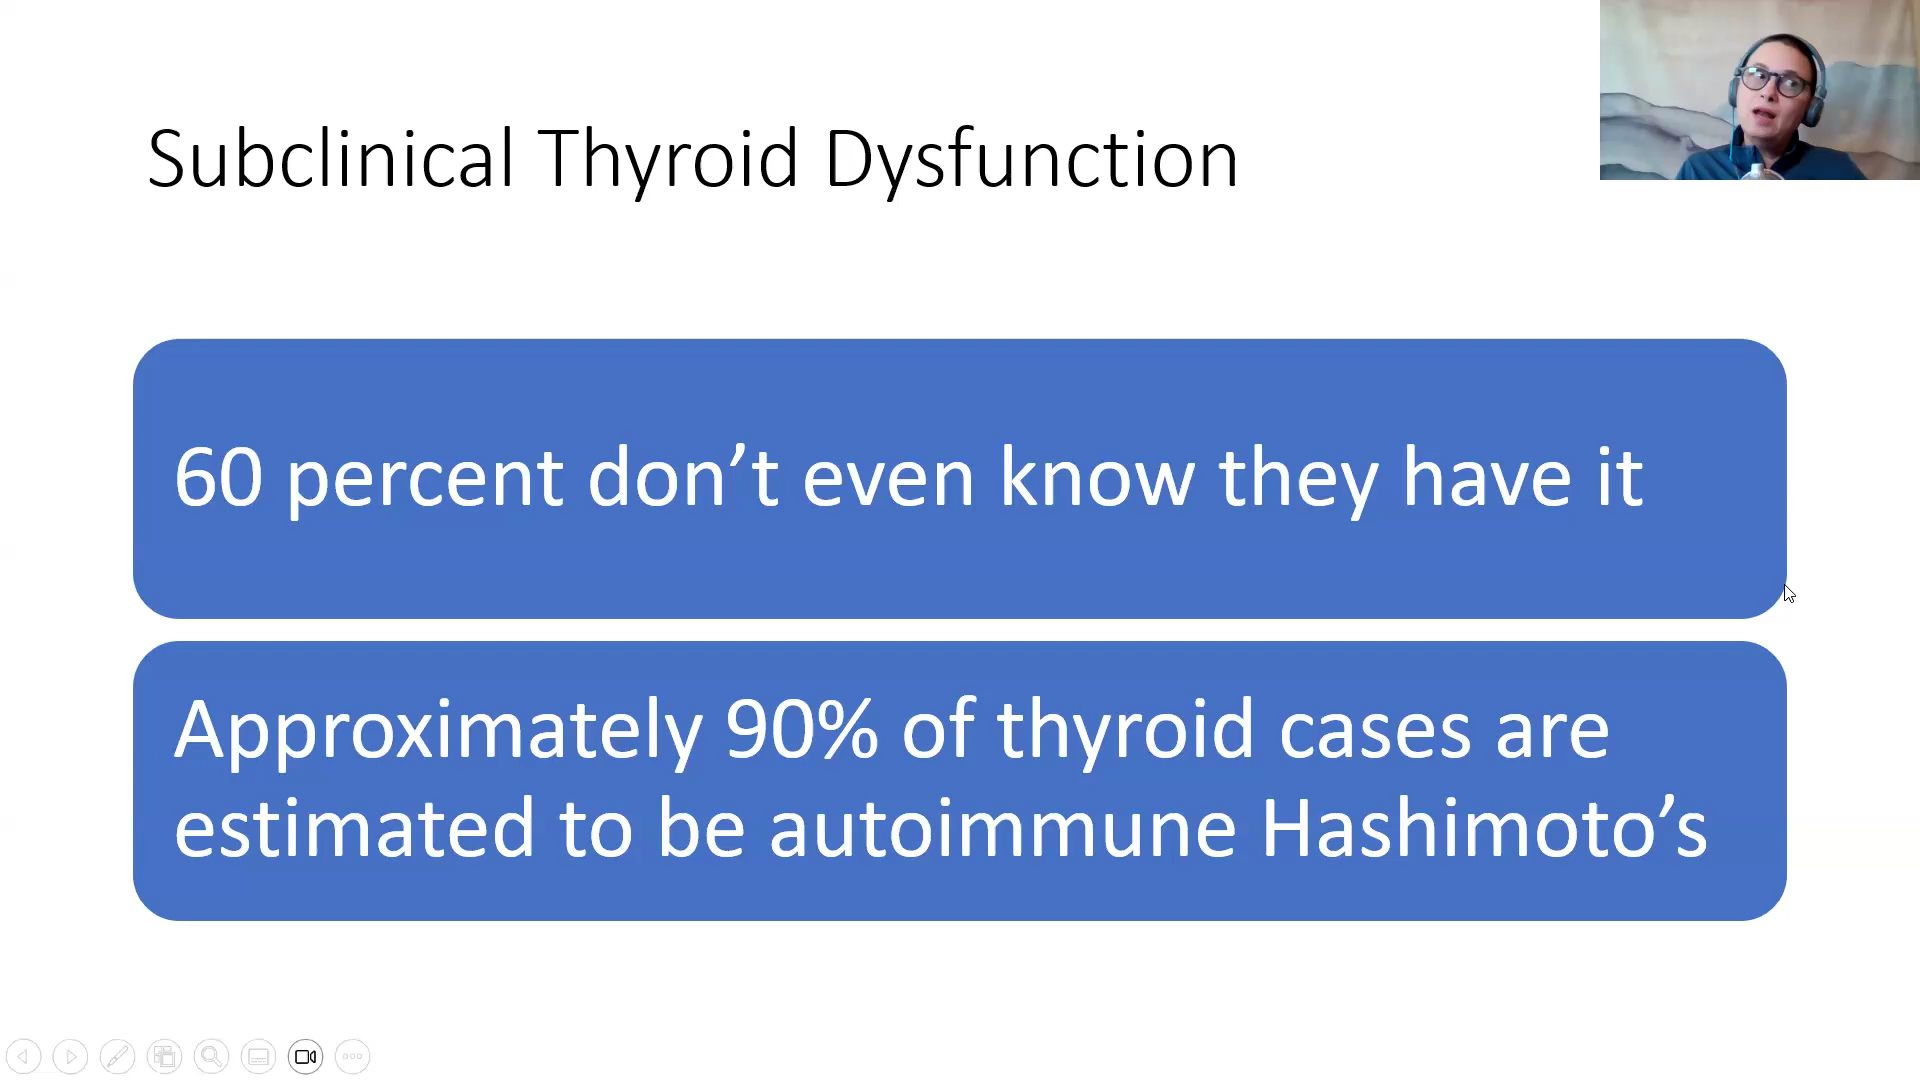 Subclinical Thyroid Dysfunction
60 percent don’t even know they have it
Approximately 90% of thyroid cases are
estimated to be autoimmune Hashimoto’s